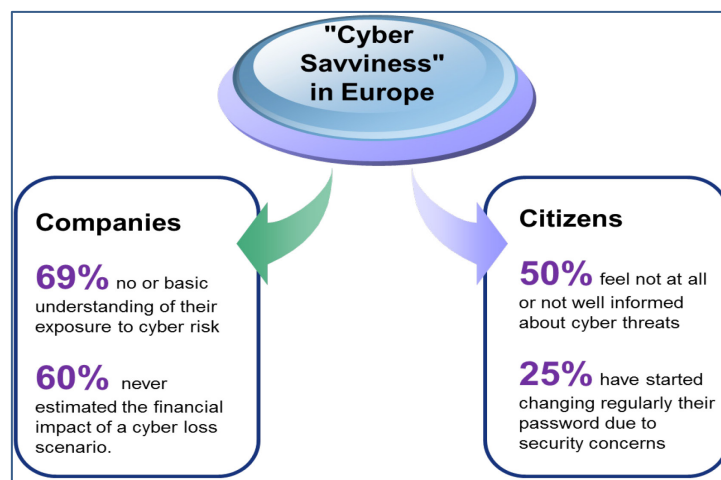 "Cyber
Savviness"
in Europe
Companies
69% no or basic
understanding of their
exposure to cyber risk
60% never
estimated the financial
impact of a cyber loss
scenario.
Citizens
50% feel not at all
or not well informed
about cyber threats
25% have started
changing regularly their
password due to
security concerns